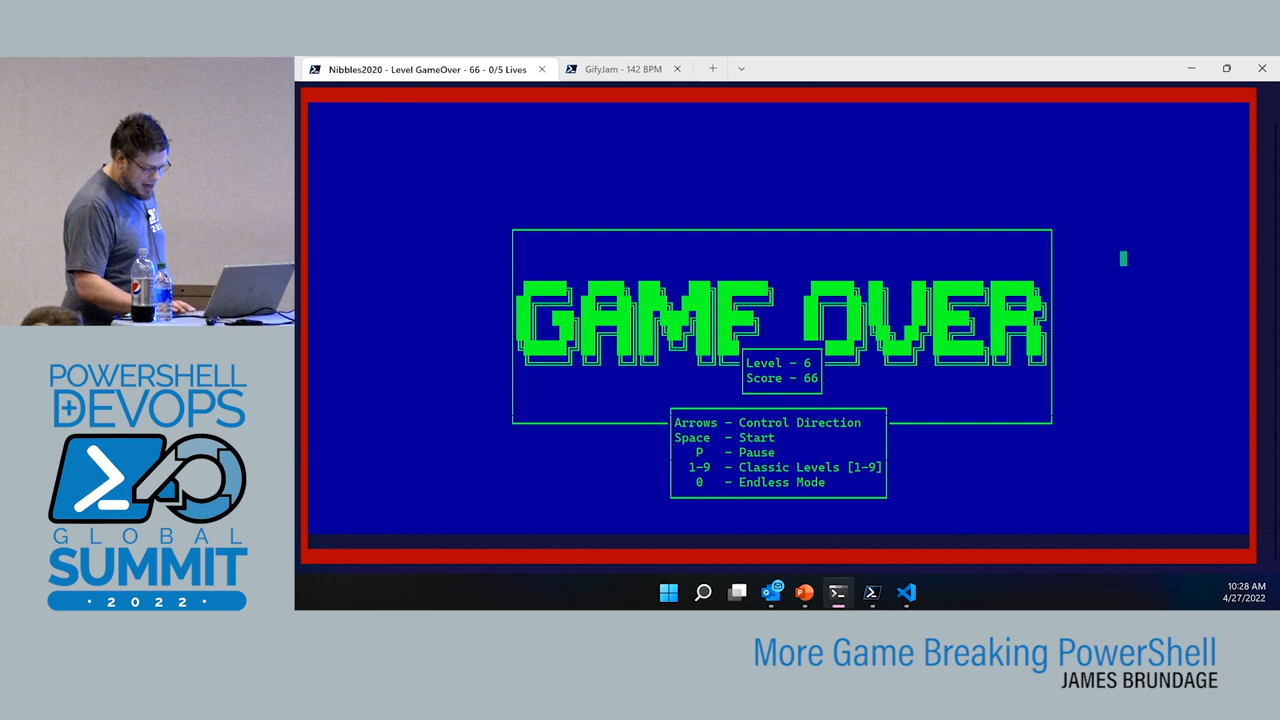 Nibbles2020 - Level GameOver - 66 - 0/5 Lives
GifyJam - 142 BPM
GAME OVER
Level - 6
Score - 66
Arrows - Control Direction
Space - Start
P - Pause
1-9 - Classic Levels [1-9]
0 - Endless Mode
10:28 AM
4/27/2022
POWERSHELL
+ DEVOPS
GLOBAL
SUMMIT
· 2022 ·
More Game Breaking PowerShell
JAMES BRUNDAGE